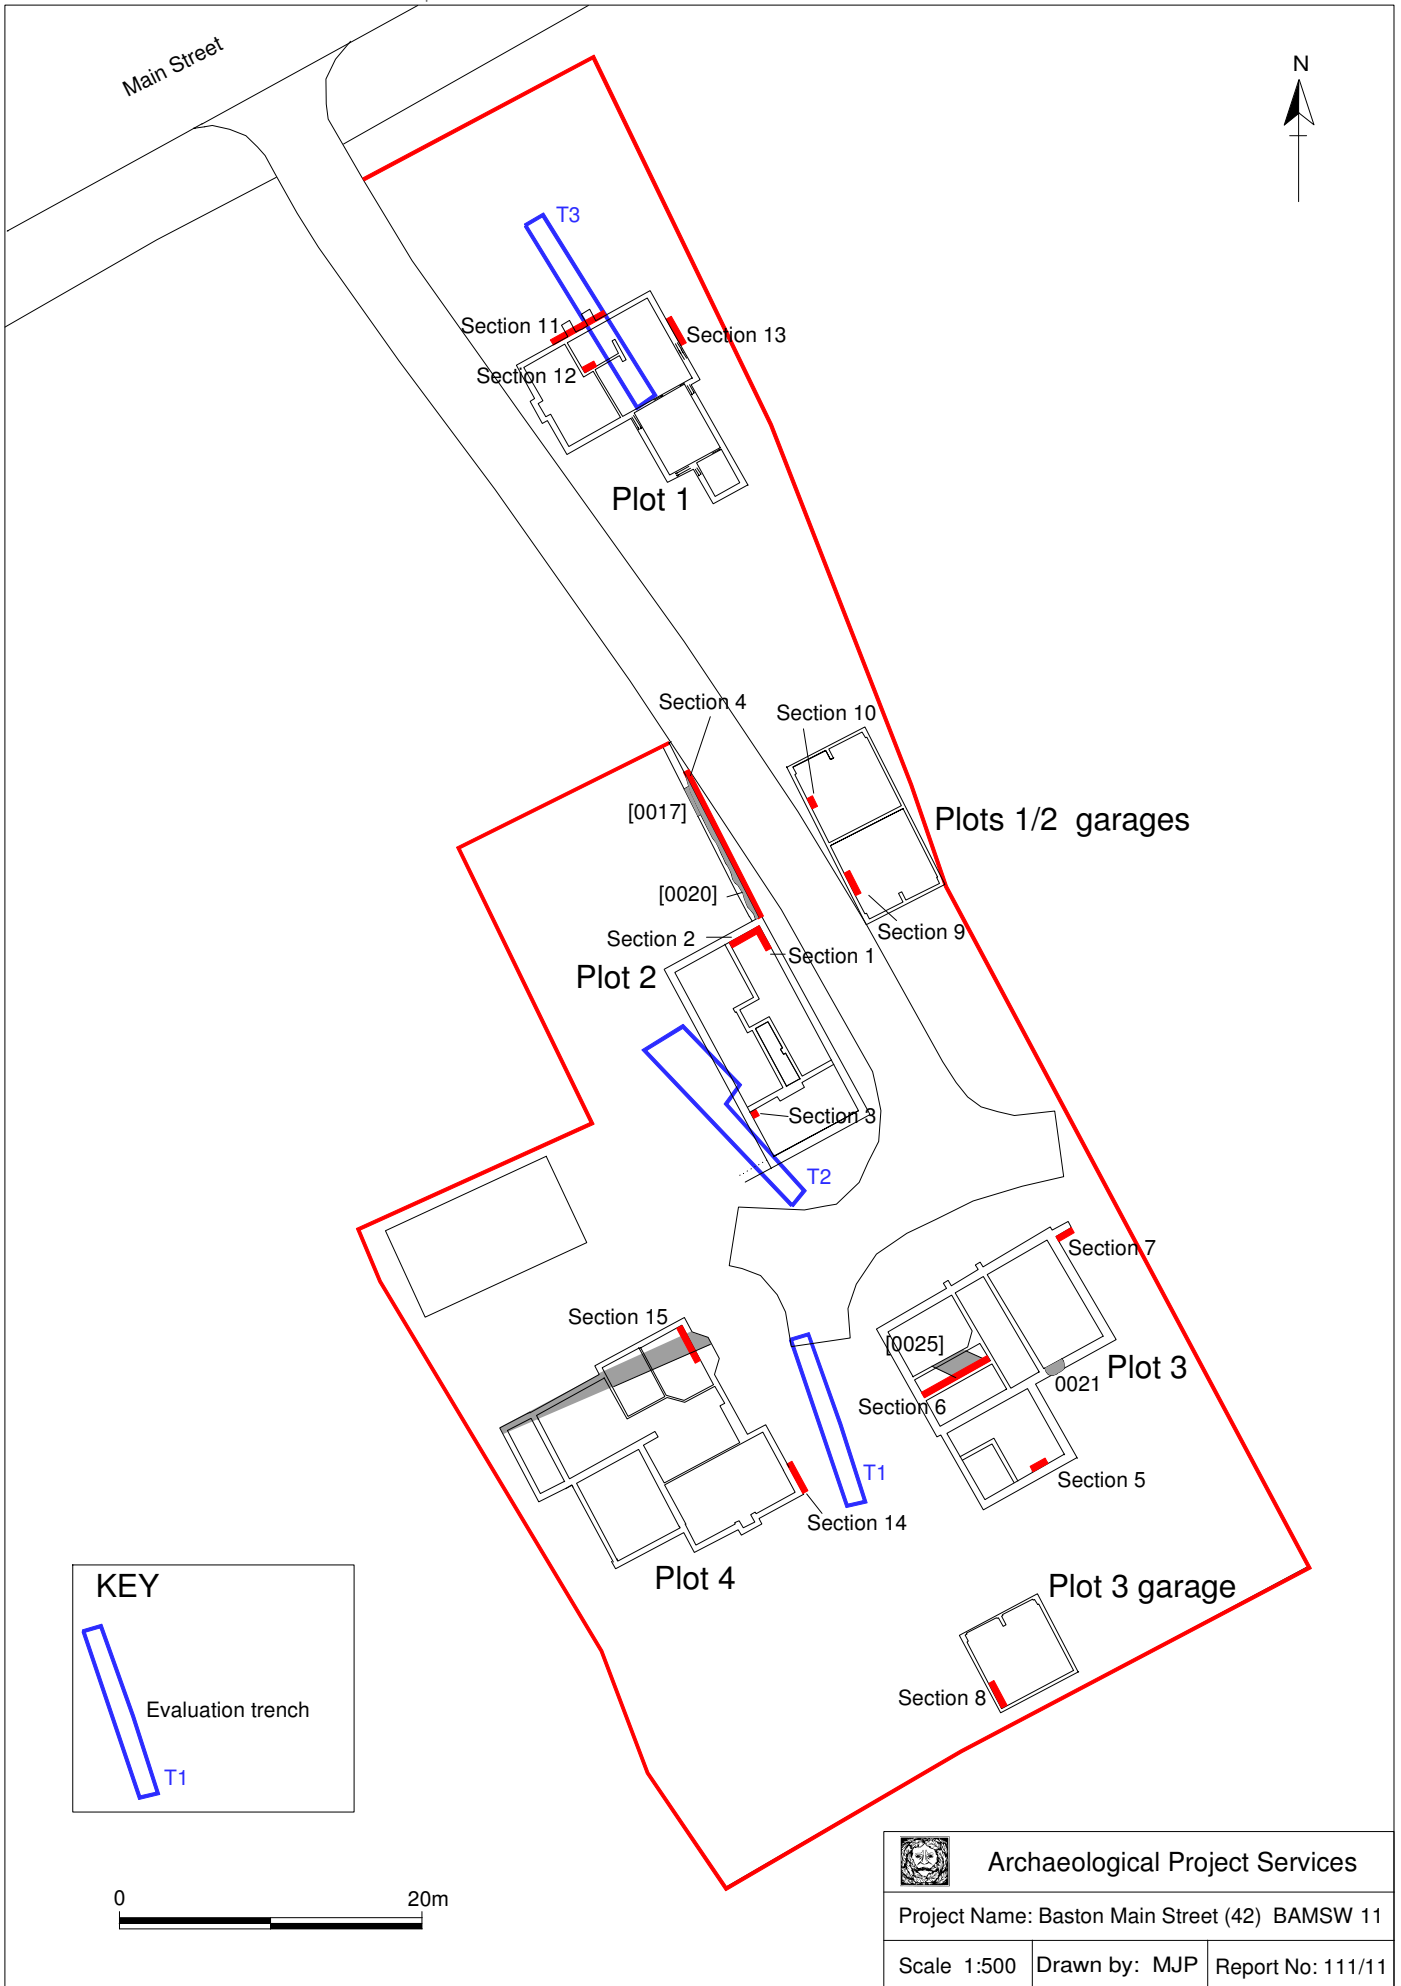 Main Street
N
T3
Section 11
Section 13
Section 12
Plot 1
Section 4
Section 10
[0017]
Plots 1/2 garages
[0020]
Section 2
Section 9
Section 1
Plot 2
Section 3
T2
Section 7
Section 15
[0025]
Plot 3
0021
Section 6
T1
Section 5
Section 14
Plot 4
Plot 3 garage
Section 8
KEY
Evaluation trench
T1
0 20m
Archaeological Project Services
Project Name: Baston Main Street (42) BAMSW 11
Scale 1:500 Drawn by: MJP Report No: 111/11